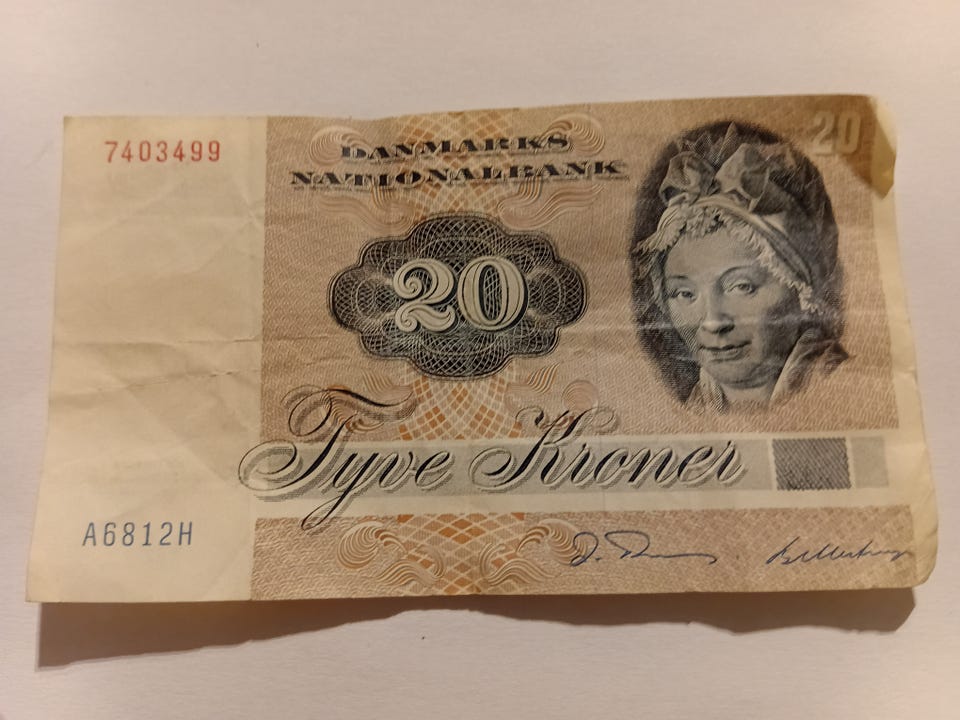 7403499
DANMARKS
NATIONALBANK
20
20
Tyve Kroner
A6812H